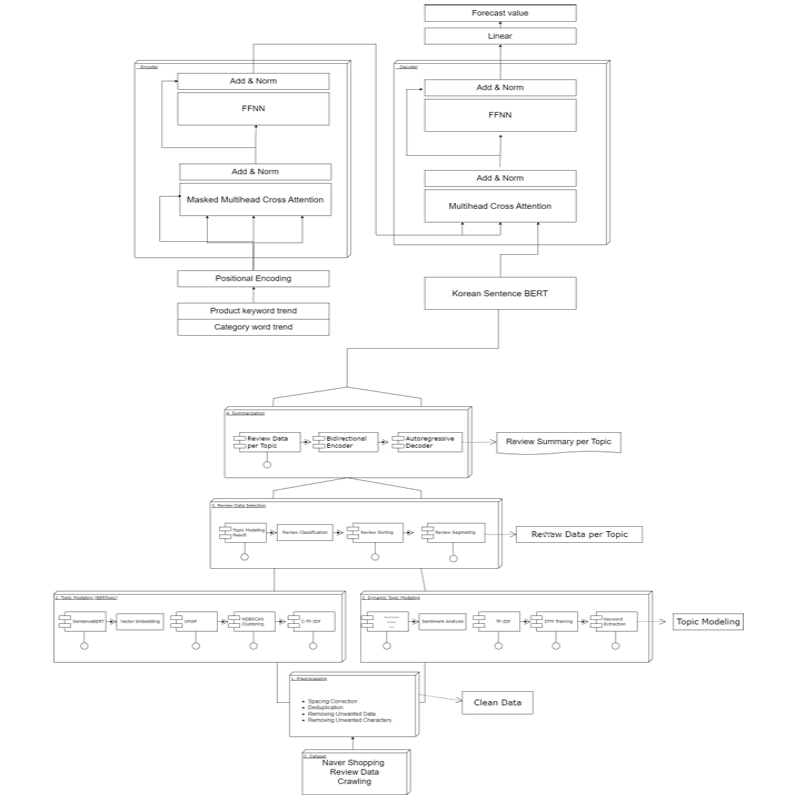 Forecast value
Linear
Encoder
Decoder
Add & Norm
FFNN
Add & Norm
Masked Multihead Cross Attention
Add & Norm
FFNN
Add & Norm
Multihead Cross Attention
Positional Encoding
Product keyword trend
Category word trend
Korean Sentence BERT
4. Summarization
Review Data
per Topic
Bidirectional
Encoder
Autoregressive
Decoder
Review Summary per Topic
3. Review Data Selection
Topic Modeling
Result
Review Classification
Review Sorting
Review Segmeting
Review Data per Topic
2. Topic Modeling (BERTopic)
SentenceBERT
Vector Embedding
UMAP
HDBSCAN
Clustering
C-TF-IDF
2. Dynamic Topic Modeling
Sentiment Analysis
TF-IDF
DTM Training
Keyword
Extraction
Topic Modeling
1. Preprocessing
Spacing Correction
Deduplication
Removing Unwanted Data
Removing Unwanted Characters
Clean Data
0. Dataset
Naver Shopping
Review Data
Crawling